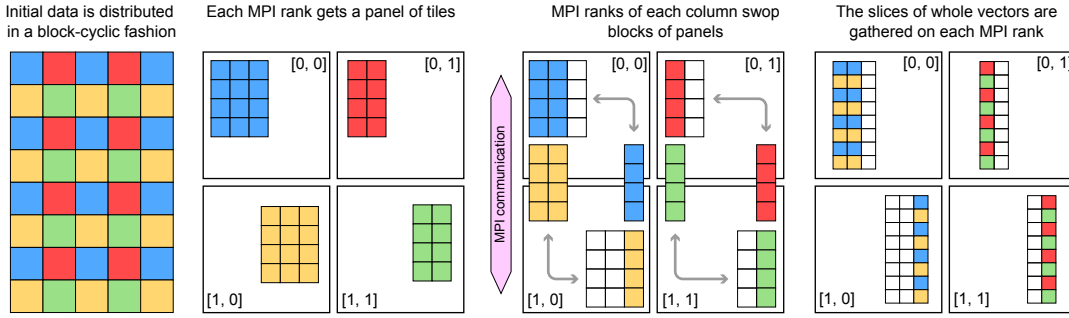 Initial data is distributed
in a block-cyclic fashion
Each MPI rank gets a panel of tiles
[0, 0]
[0, 1]
[1, 0]
[1, 1]
MPI communication
MPI ranks of each column swop
blocks of panels
[0, 0]
[0, 1]
[1, 0]
[1, 1]
The slices of whole vectors are
gathered on each MPI rank
[0, 0]
[0, 1]
[1, 0]
[1, 1]